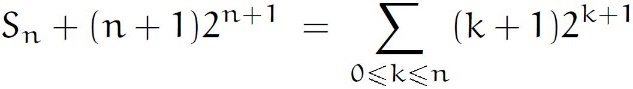 Sₙ + (n + 1)2ⁿ⁺¹ = ∑_{0⩽k⩽n} (k + 1)2ᵏ⁺¹